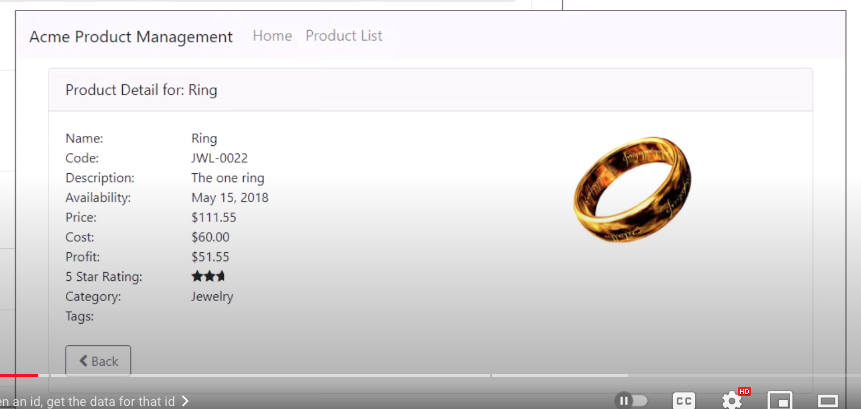 Acme Product Management Home Product List
Product Detail for: Ring
Name: Ring
Code: JWL-0022
Description: The one ring
Availability: May 15, 2018
Price: $111.55
Cost: $60.00
Profit: $51.55
5 Star Rating:
Category: Jewelry
Tags:
Back
en an id, get the data for that id
CC
HD